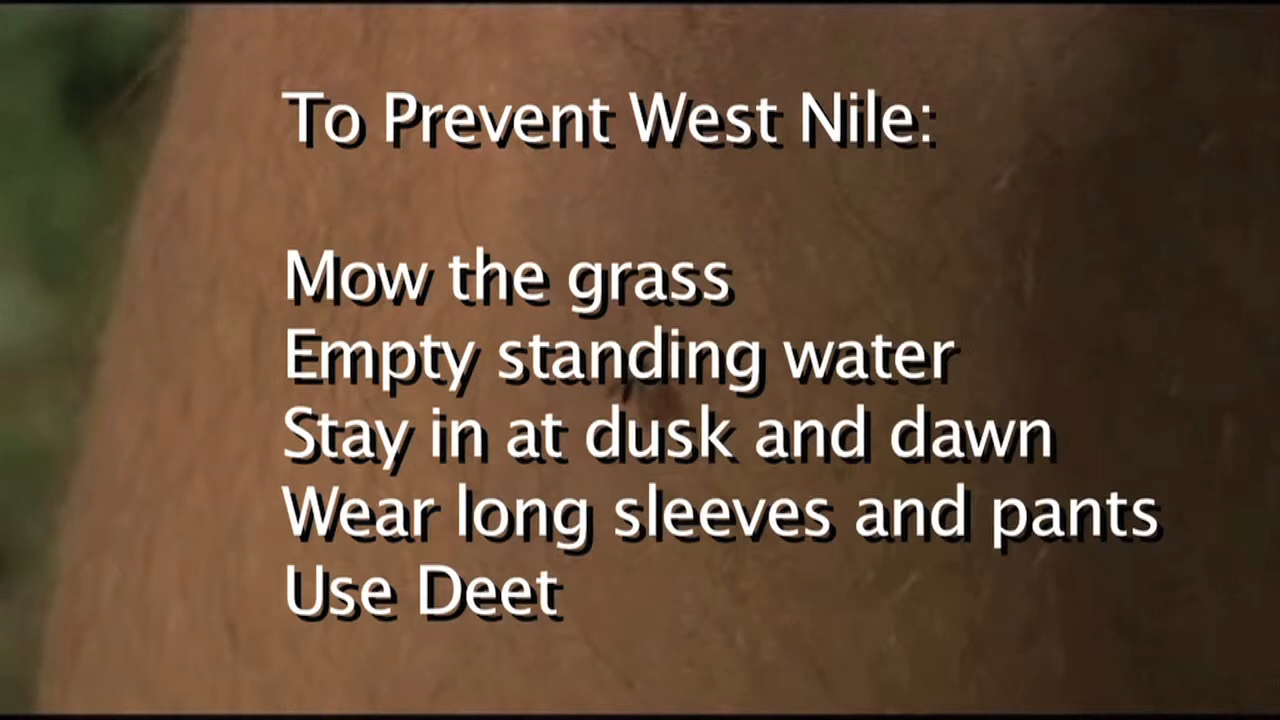 To Prevent West Nile:
Mow the grass
Empty standing water
Stay in at dusk and dawn
Wear long sleeves and pants
Use Deet